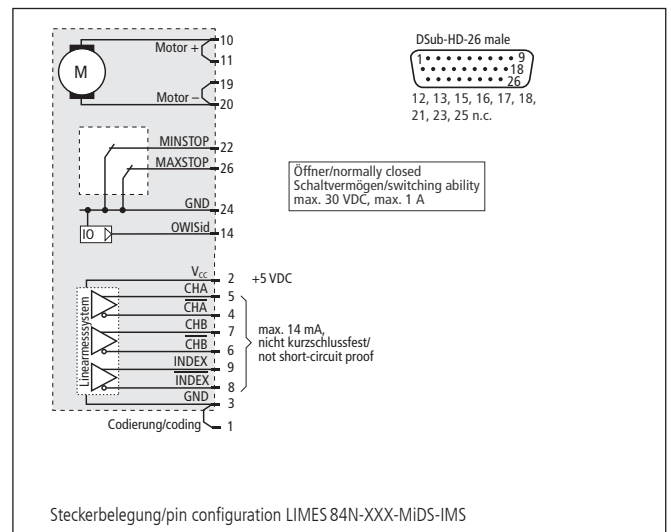 Motor + 10
11
M
19
Motor – 20
MINSTOP 22
MAXSTOP 26
GND 24
IO OWISid 14
VCC 2 +5 VDC
CHA 5
CHA 4
CHB 7
CHB 6
INDEX 9
INDEX 8
GND 3
Codierung/coding 1
Linearmesssystem
max. 14 mA,
nicht kurzschlussfest/
not short-circuit proof
DSub-HD-26 male
1 9
18
26
12, 13, 15, 16, 17, 18,
21, 23, 25 n.c.
Öffner/normally closed
Schaltvermögen/switching ability
max. 30 VDC, max. 1 A
Steckerbelegung/pin configuration LIMES 84N-XXX-MiDS-IMS